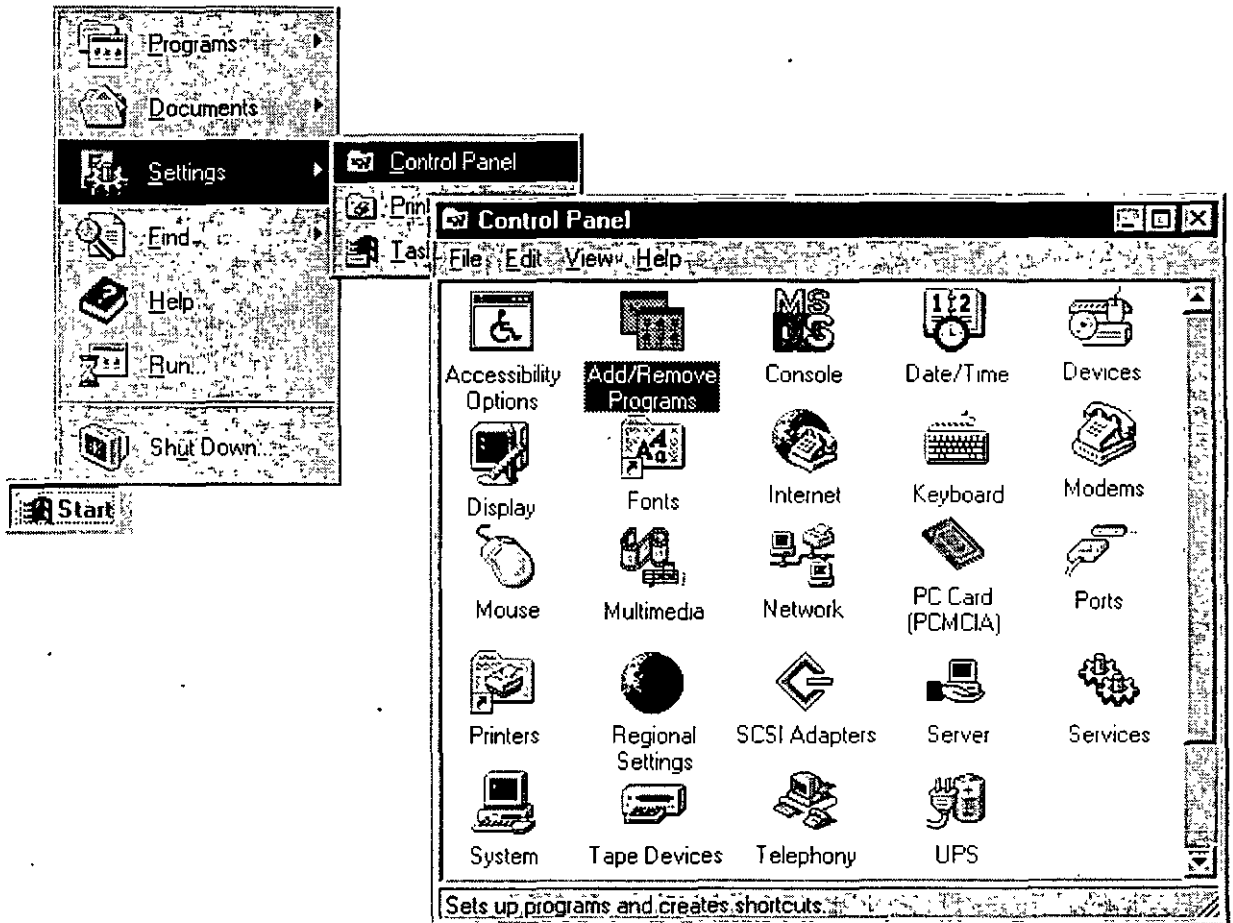 Programs
Documents
Settings
Find
Help
Run...
Shut Down...
Start
Control Panel
Control Panel
File Edit View Help
MS
Accessibility
Options
Add/Remove
Programs
Console
12
Date/Time
Devices
Display
Fonts
Internet
Keyboard
Modems
Mouse
Multimedia
Network
PC Card
(PCMCIA)
Ports
Printers
Regional
Settings
SCSI Adapters
Server
Services
System
Tape Devices
Telephony
UPS
Sets up programs and creates shortcuts.